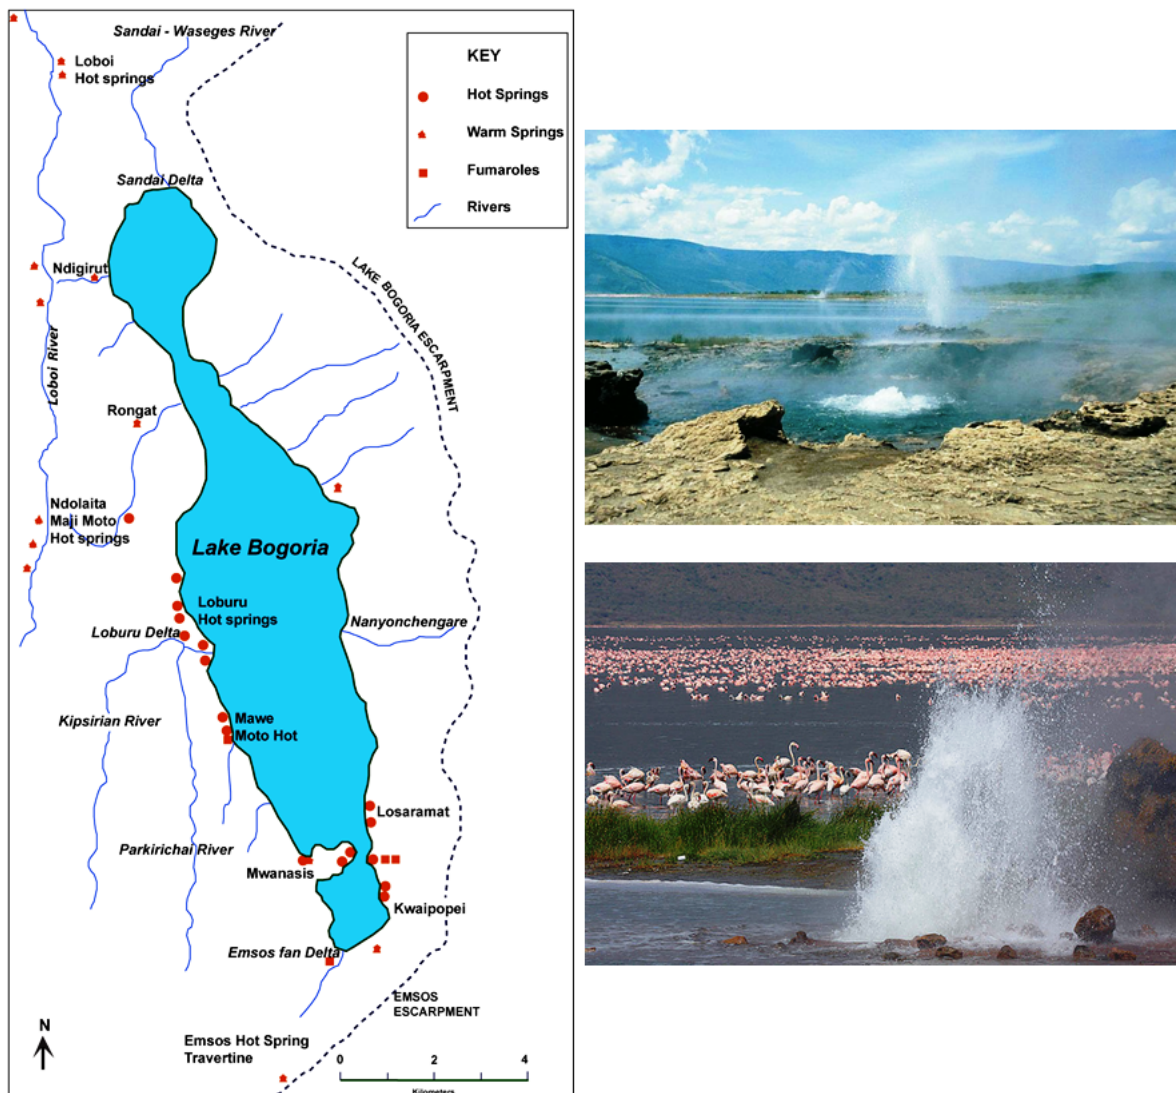 Sandai - Waseges River
Loboi
Hot springs
KEY
Hot Springs
Warm Springs
Fumaroles
Rivers
Sandai Delta
Ndigirut
LAKE BOGORIA ESCARPMENT
Loboi River
Rongat
Ndolaita
Maji Moto
Hot springs
Lake Bogoria
Loburu
Hot springs
Loburu Delta
Nanyonchengare
Kipsirian River
Mawe
Moto Hot
Losaramat
Parkirichai River
Mwanasis
Kwaipopei
Emsos fan Delta
EMSOS
ESCARPMENT
N
Emsos Hot Spring
Travertine
0 2 4
Kilometers